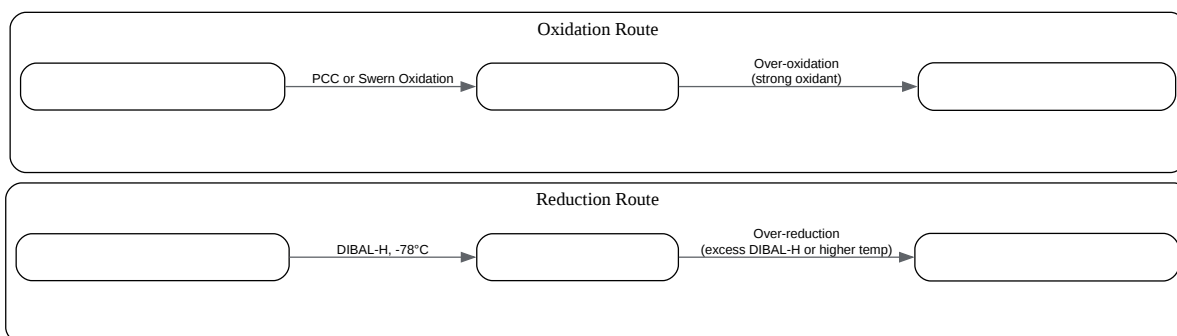 Oxidation Route
PCC or Swern Oxidation
Over-oxidation
(strong oxidant)
Reduction Route
DIBAL-H, -78°C
Over-reduction
(excess DIBAL-H or higher temp)